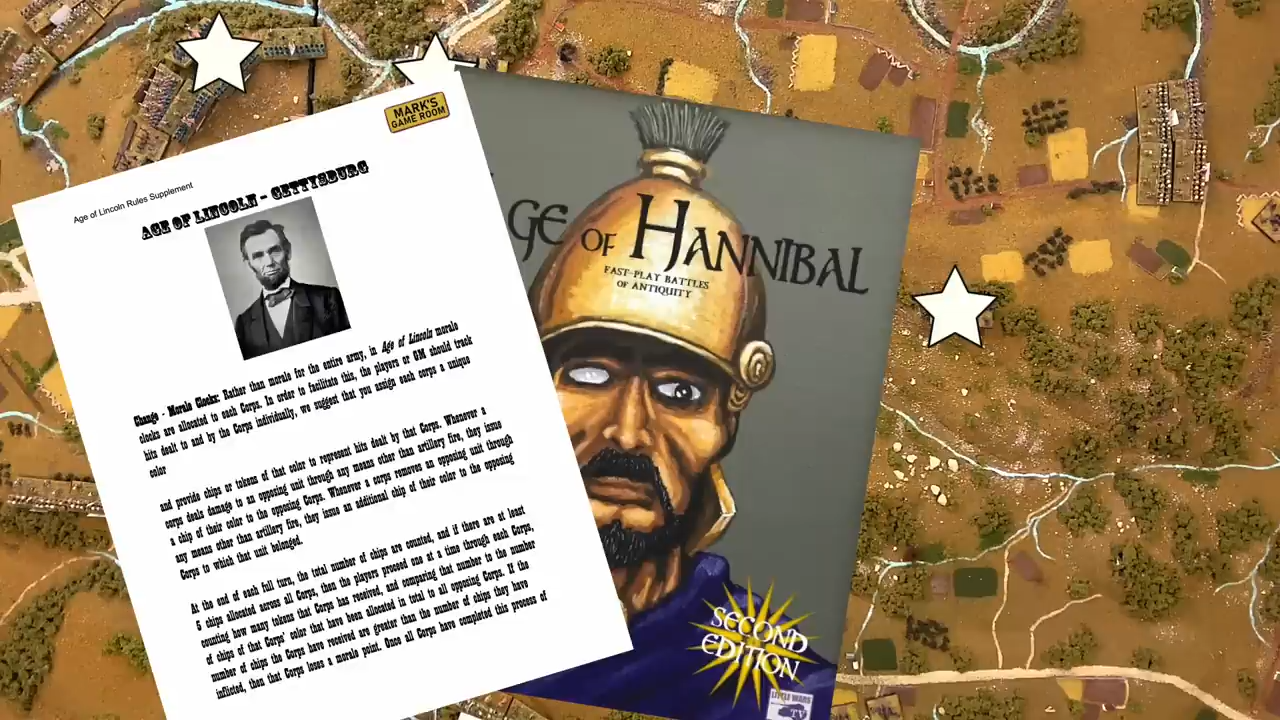 MARK'S
GAME ROOM
Age of Lincoln Rules Supplement
AGE OF LINCOLN – GETTYSBURG
Change - Morale Clocks: Rather than morale for the entire army, in Age of Lincoln morale
clocks are allocated to each Corps. In order to facilitate this, the players or GM should track
hits dealt to and by the Corps individually, we suggest that you assign each corps a unique
color
and provide chips or tokens of that color to represent hits dealt by that Corps. Whenever a
corps deals damage to an opposing unit through any means other than artillery fire, they issue
a chip of their color to the opposing Corps. Whenever a corps removes an opposing unit through
any means other than artillery fire, they issue an additional chip of their color to the opposing
Corps to which that unit belonged.
At the end of each full turn, the total number of chips are counted, and if there are at least
6 chips allocated across all Corps, than the players proceed one at a time through each Corps,
counting how many tokens that Corps has received, and comparing that number to the number
of chips of that Corps' color that have been allocated in total to all opposing Corps. If the
number of chips the Corps have received are greater than the number of chips they have
inflicted, then that Corps loses a morale point. Once all Corps have completed this process of
GE OF HANNIBAL
FAST-PLAY BATTLES
OF ANTIQUITY
SECOND
EDITION
LITTLE WARS
TV